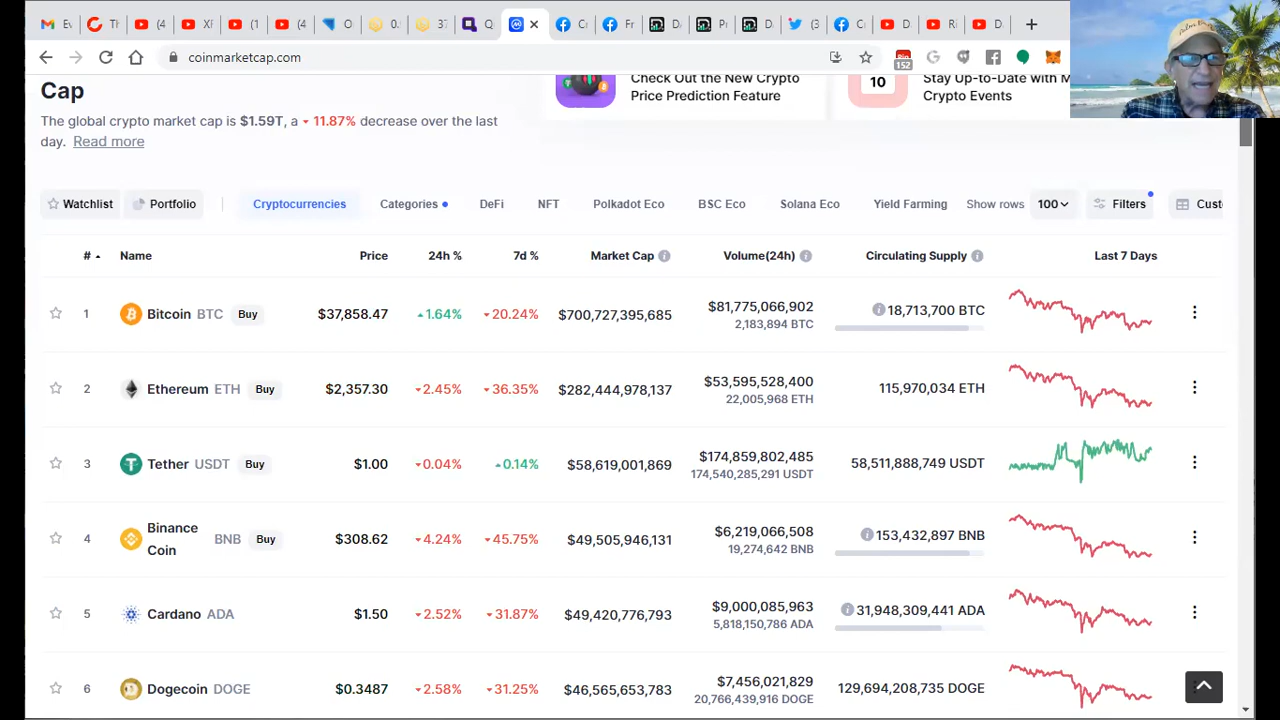 Ev
Th
(4
XF
(1
(4
O
0.
37
Q
C
Fr
D
P
D
(3
C
D
R
D
coinmarketcap.com
152
Cap
The global crypto market cap is $1.59T, a 11.87% decrease over the last
day. Read more
Check Out the New Crypto
Price Prediction Feature
10
Stay Up-to-Date with M
Crypto Events
Watchlist Portfolio Cryptocurrencies Categories DeFi NFT Polkadot Eco BSC Eco Solana Eco Yield Farming Show rows 100 Filters Cust
# Name Price 24h % 7d % Market Cap Volume(24h) Circulating Supply Last 7 Days
1 Bitcoin BTC Buy $37,858.47 1.64% 20.24% $700,727,395,685 $81,775,066,902 18,713,700 BTC
2,183,894 BTC
2 Ethereum ETH Buy $2,357.30 2.45% 36.35% $282,444,978,137 $53,595,528,400 115,970,034 ETH
22,005,968 ETH
3 Tether USDT Buy $1.00 0.04% 0.14% $58,619,001,869 $174,859,802,485 58,511,888,749 USDT
174,540,285,291 USDT
4 Binance Coin BNB Buy $308.62 4.24% 45.75% $49,505,946,131 $6,219,066,508 153,432,897 BNB
19,274,642 BNB
5 Cardano ADA $1.50 2.52% 31.87% $49,420,776,793 $9,000,085,963 31,948,309,441 ADA
5,818,150,786 ADA
6 Dogecoin DOGE $0.3487 2.58% 31.25% $46,565,653,783 $7,456,021,829 129,694,208,735 DOGE
20,766,439,916 DOGE